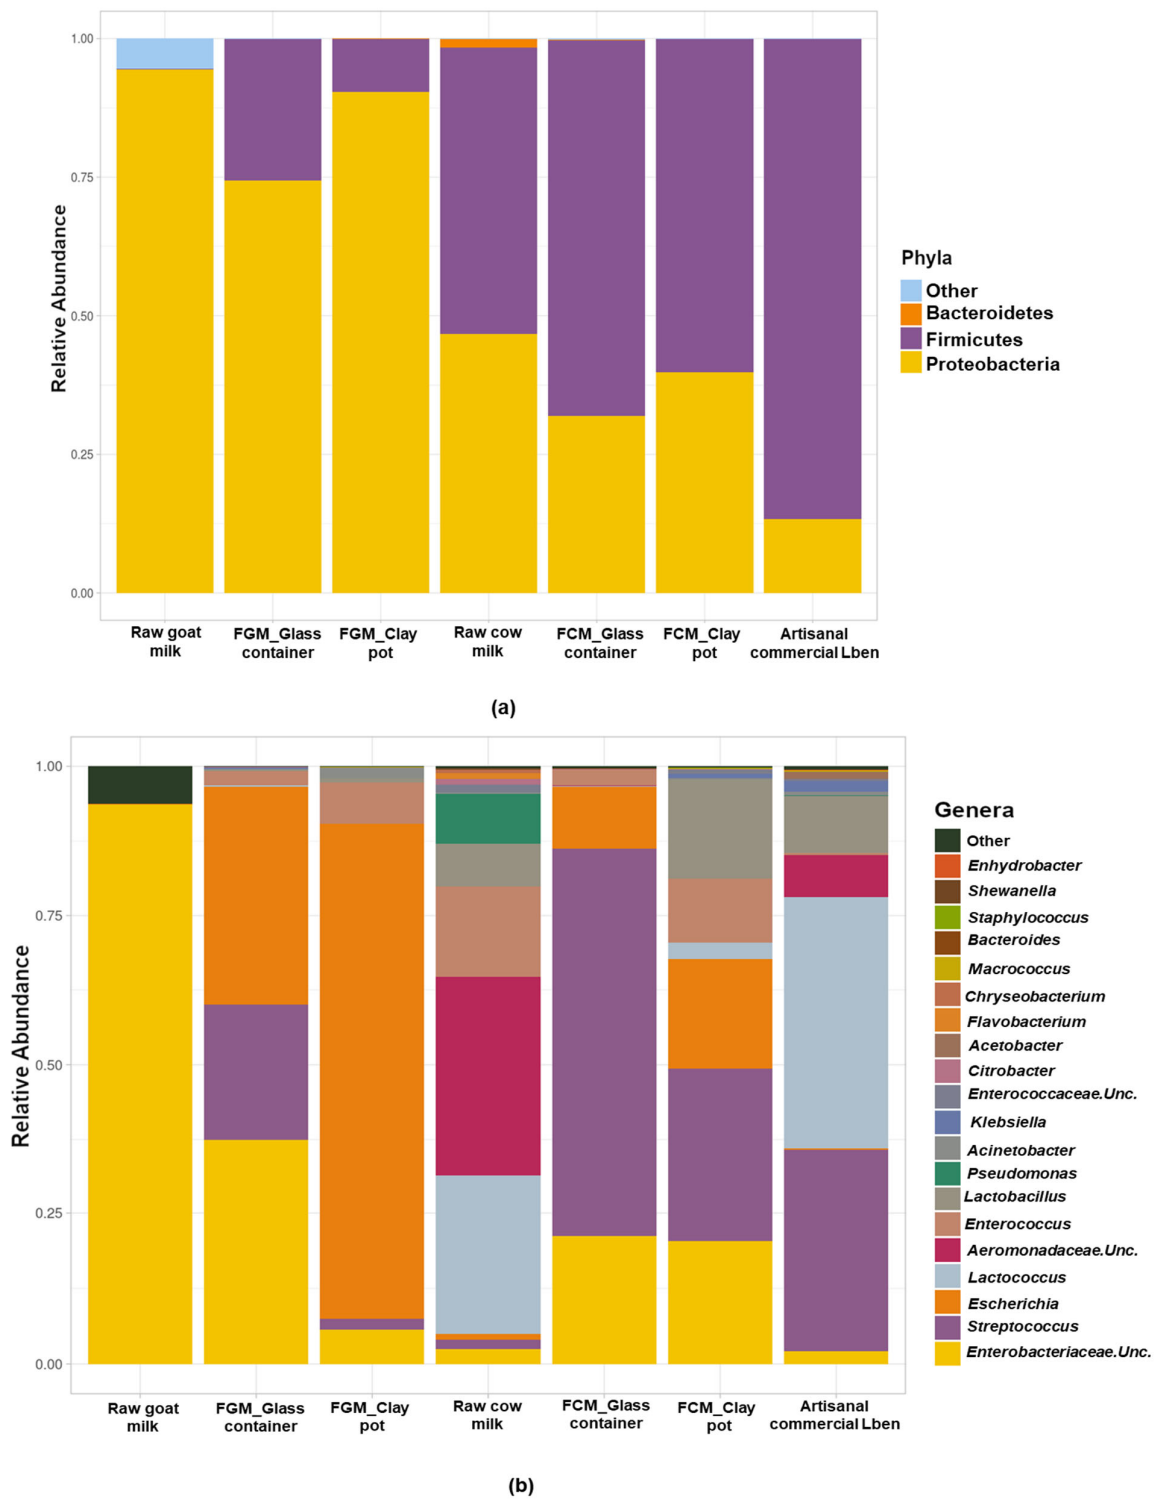 1.00
0.75
0.50
0.25
0.00
Relative Abundance
Raw goat
milk
FGM_Glass
container
FGM_Clay
pot
Raw cow
milk
FCM_Glass
container
FCM_Clay
pot
Artisanal
commercial Lben
Phyla
Other
Bacteroidetes
Firmicutes
Proteobacteria
(a)
1.00
0.75
0.50
0.25
0.00
Relative Abundance
Raw goat
milk
FGM_Glass
container
FGM_Clay
pot
Raw cow
milk
FCM_Glass
container
FCM_Clay
pot
Artisanal
commercial Lben
Genera
Other
Enhydrobacter
Shewanella
Staphylococcus
Bacteroides
Macrococcus
Chryseobacterium
Flavobacterium
Acetobacter
Citrobacter
Enterococcaceae.Unc.
Klebsiella
Acinetobacter
Pseudomonas
Lactobacillus
Enterococcus
Aeromonadaceae.Unc.
Lactococcus
Escherichia
Streptococcus
Enterobacteriaceae.Unc.
(b)